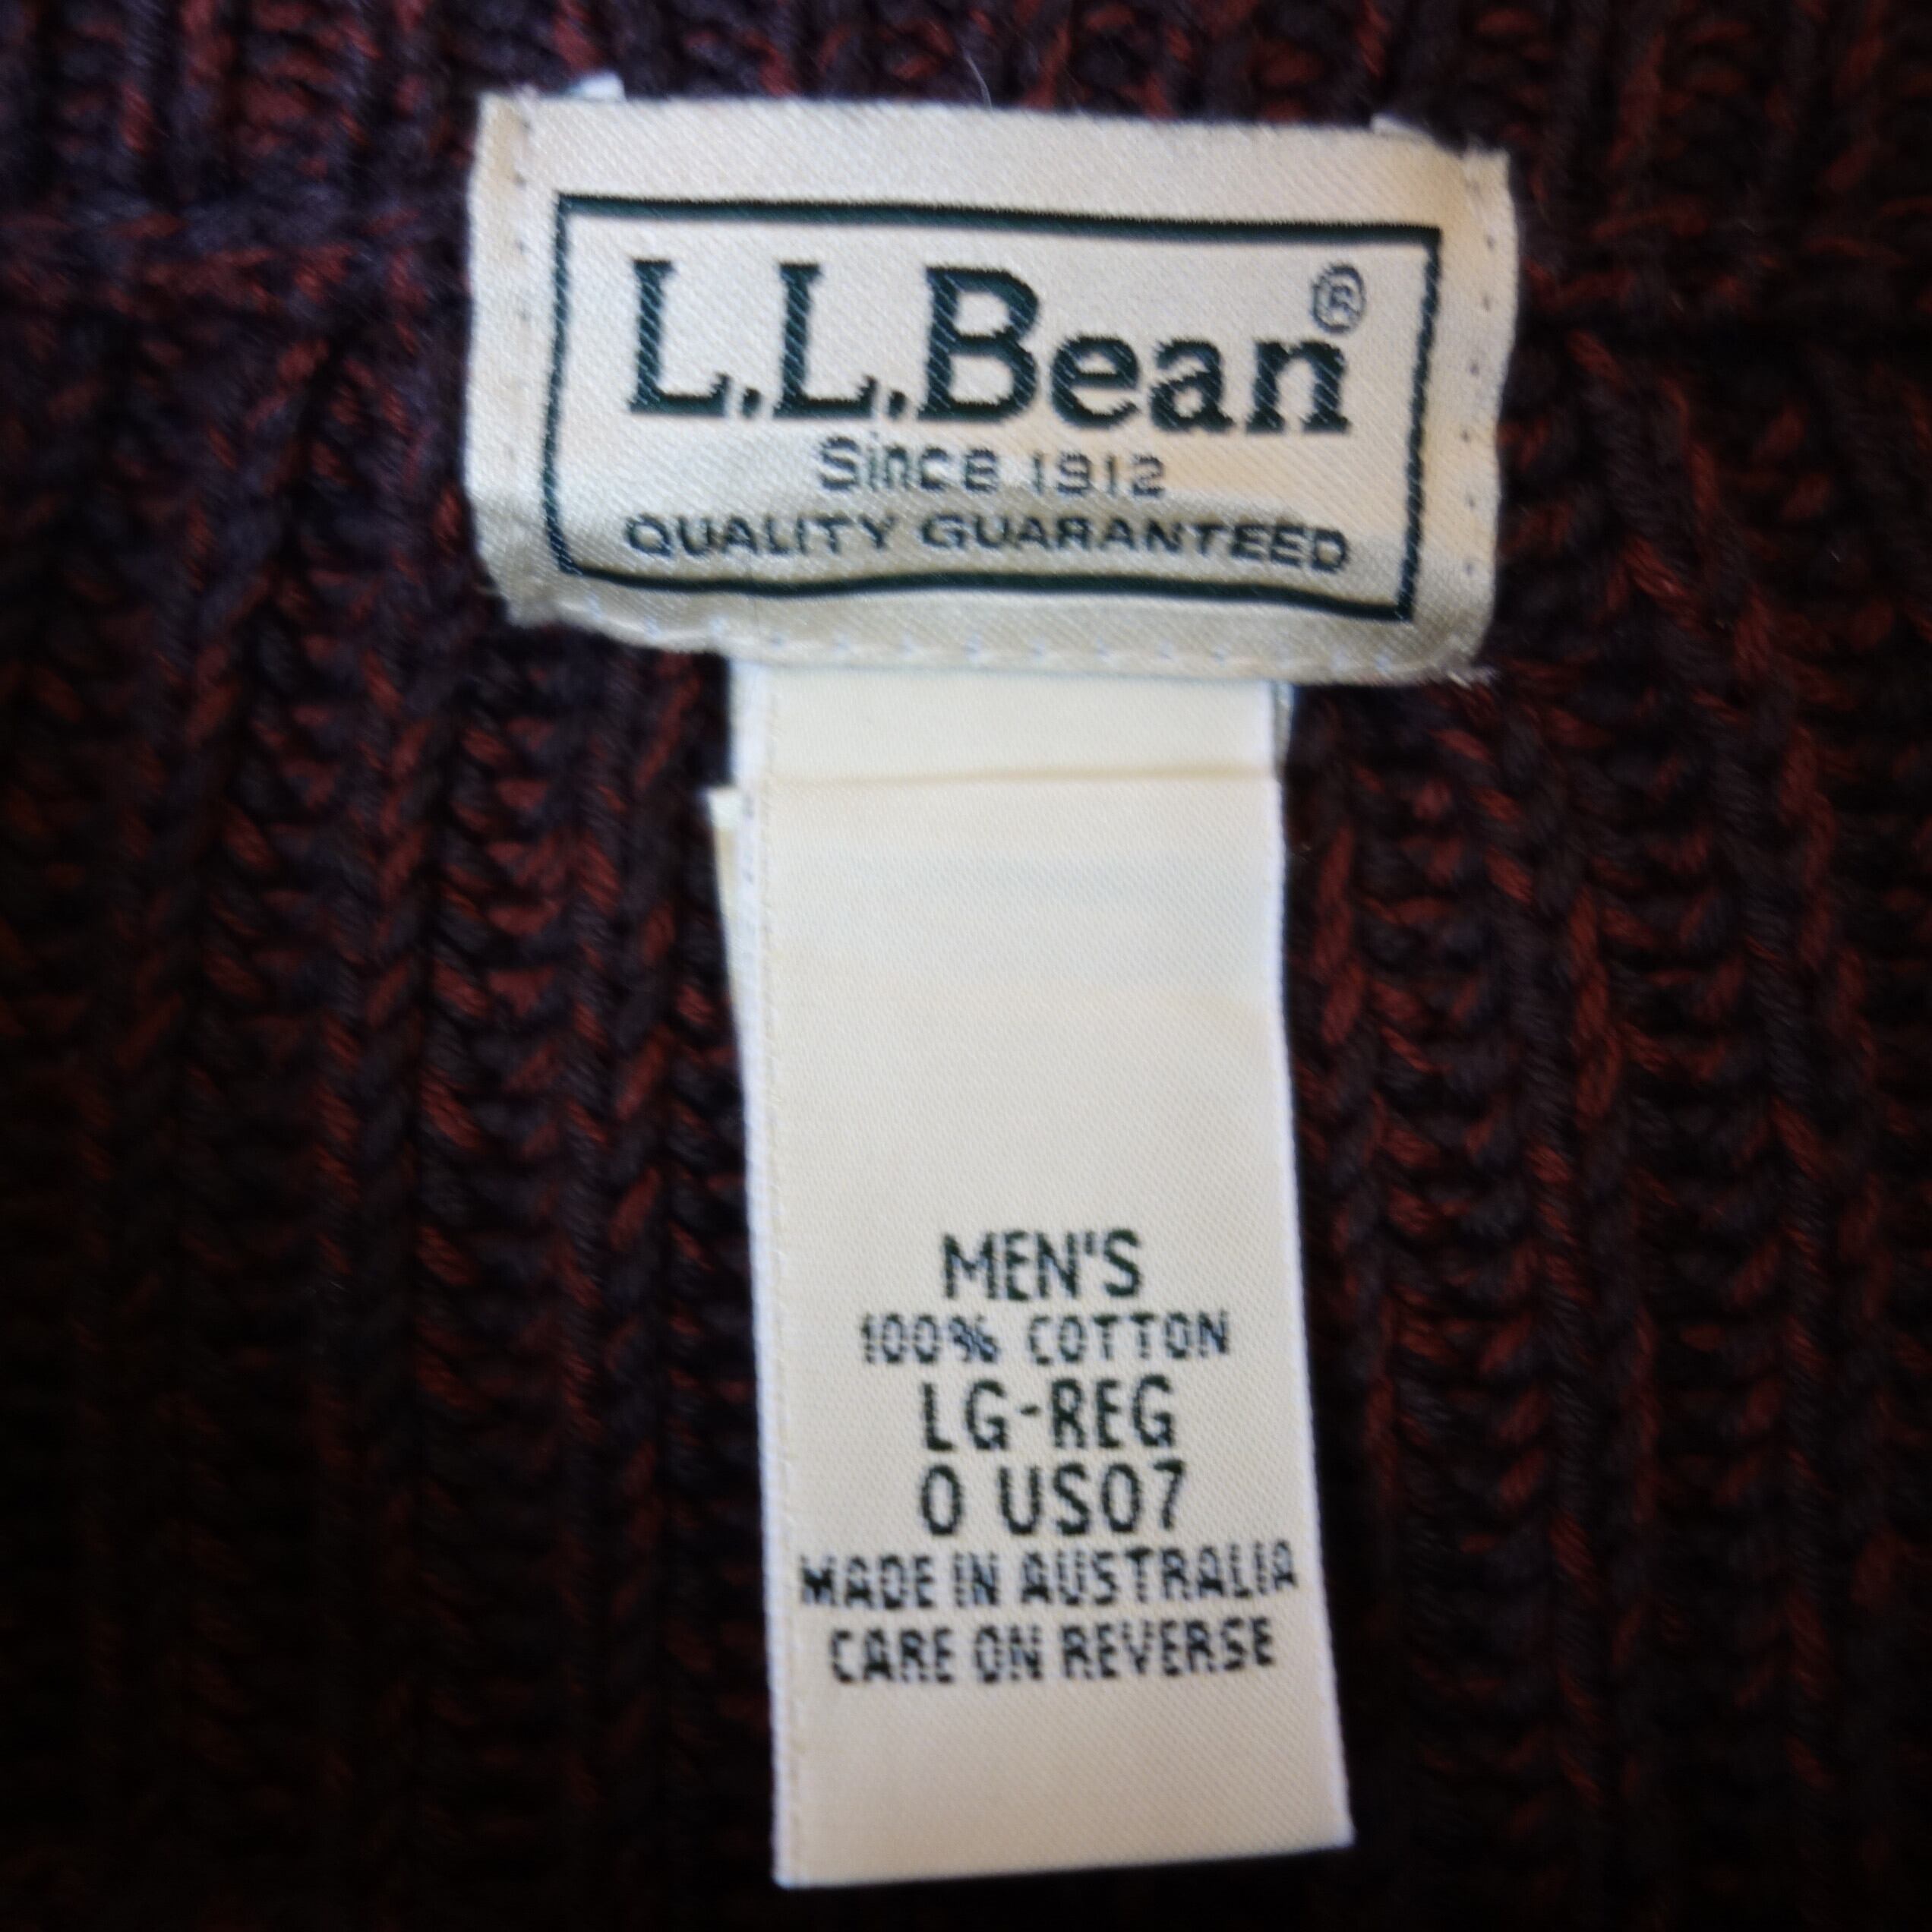 L.L.Bean®
Since 1912
QUALITY GUARANTEED
MEN'S
100% COTTON
LG-REG
0 US07
MADE IN AUSTRALIA
CARE ON REVERSE